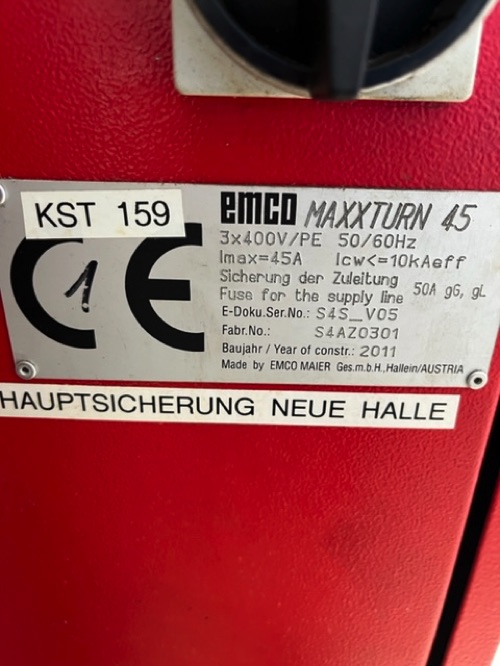 KST 159
emco MAXXTURN 45
3x400V/PE 50/60Hz
Imax=45A Icw<=10kAeff
Sicherung der Zuleitung
Fuse for the supply line 50A gG, gL
E-Doku.Ser.No.: S4S_V05
Fabr.No.: S4AZ0301
Baujahr / Year of constr.: 2011
Made by EMCO MAIER Ges.m.b.H.,Hallein/AUSTRIA
CE
1
HAUPTSICHERUNG NEUE HALLE